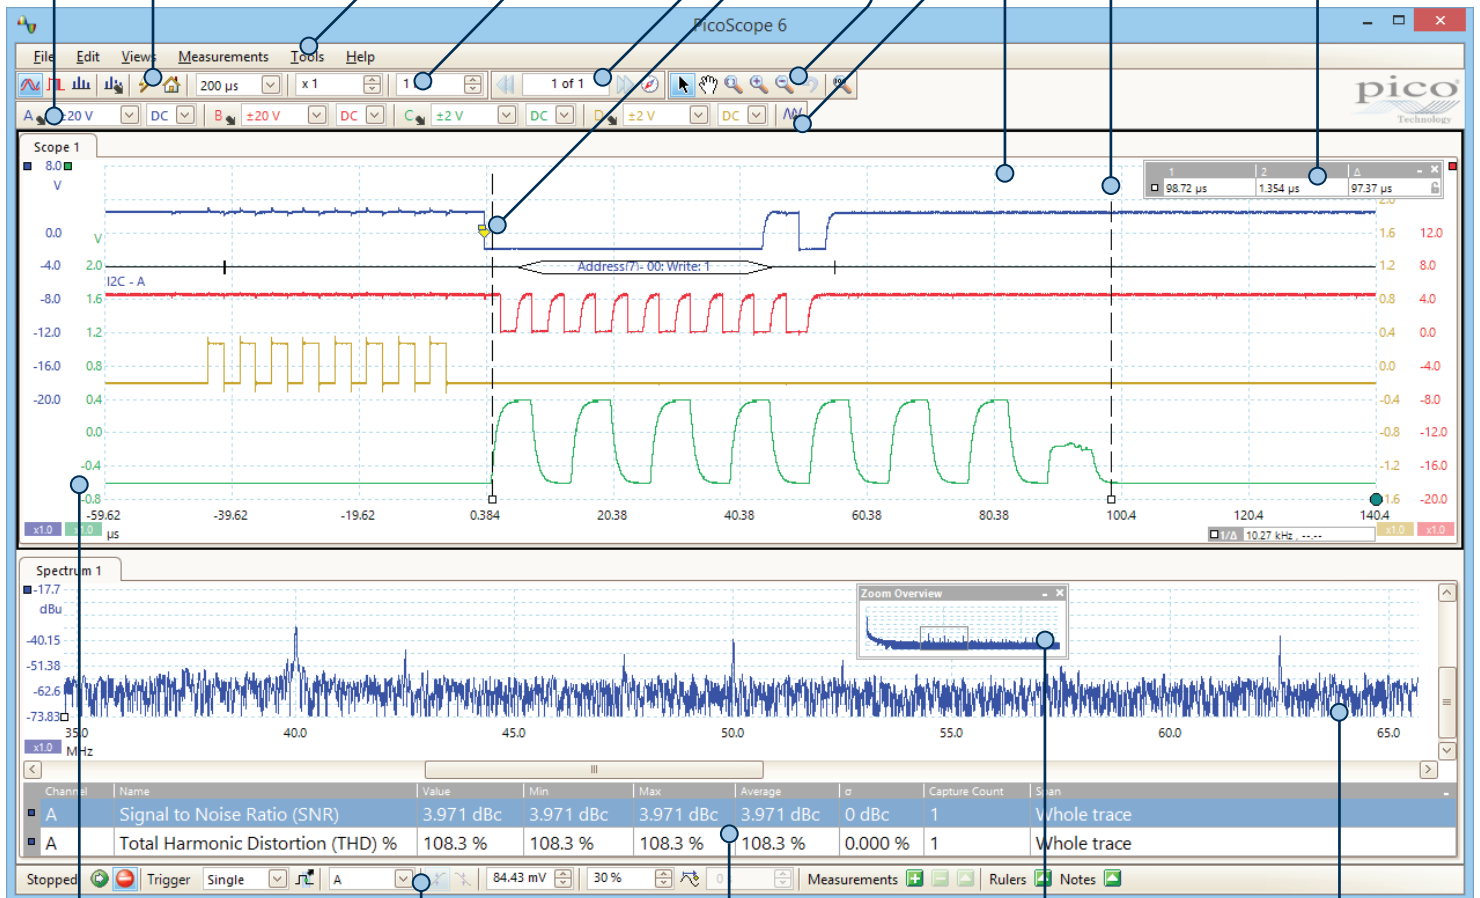 PicoScope 6
File Edit Views Measurements Tools Help
200 µs x 1 1 1 of 1
pico
Technology
A ±20 V DC B ±20 V DC C ±2 V DC D ±2 V DC
Scope 1
8.0
V
1 2 Δ
98.72 µs 1.354 µs 97.37 µs
2.0
0.0 V 1.6 12.0
-4.0 2.0 Address(7)- 00: Write: 1 1.2 8.0
I2C - A
-8.0 1.6 0.8 4.0
-12.0 1.2 0.4 0.0
-16.0 0.8 0.0 -4.0
-20.0 0.4 -0.4 -8.0
0.0 -0.8 -12.0
-0.4 -1.2 -16.0
-0.8 1.6 -20.0
-59.62 -39.62 -19.62 0.384 20.38 40.38 60.38 80.38 100.4 120.4 140.4
x1.0 x1.0 µs 1/Δ 10.27 kHz , --.-- x1.0 x1.0
Spectrum 1
-17.7
dBu
Zoom Overview
-40.15
-51.38
-62.6
-73.83
35.0 40.0 45.0 50.0 55.0 60.0 65.0
x1.0 MHz
Channel Name Value Min Max Average σ Capture Count Span
A Signal to Noise Ratio (SNR) 3.971 dBc 3.971 dBc 3.971 dBc 3.971 dBc 0 dBc 1 Whole trace
A Total Harmonic Distortion (THD) % 108.3 % 108.3 % 108.3 % 108.3 % 0.000 % 1 Whole trace
Stopped Trigger Single A 84.43 mV 30 % 0 Measurements Rulers Notes